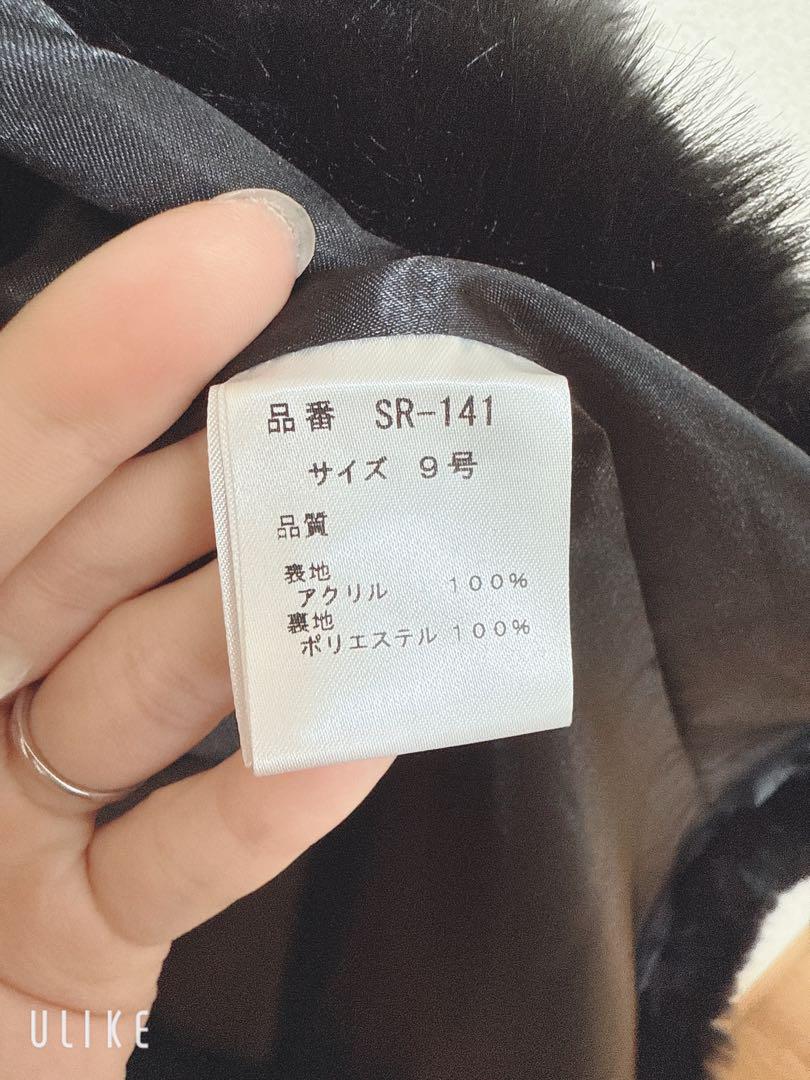 品番 SR-141
サイズ 9号
品質
表地
アクリル 100%
裏地
ポリエステル 100%
ULIKE